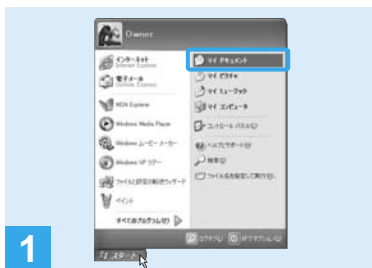 Owner
インターネット
Internet Explorer
電子メール
Outlook Express
MSN Explorer
Windows Media Player
Windows ムービー メーカー
Windows XP ツアー
ファイルと設定の転送ウィザード
ペイント
すべてのプログラム(P)
マイ ドキュメント
マイ ピクチャ
マイ ミュージック
マイ コンピュータ
コントロール パネル(C)
ヘルプとサポート(H)
検索(S)
ファイル名を指定して実行(R)...
ログオフ(L)
終了オプション(U)
スタート
1